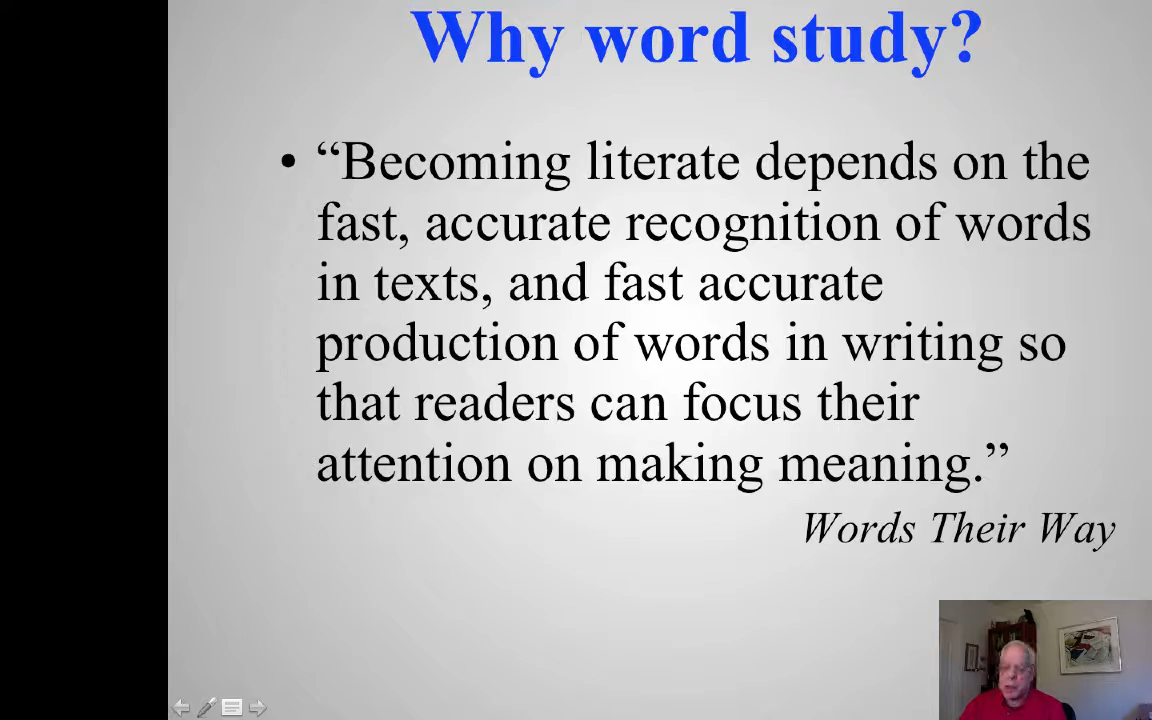 Why word study?
• “Becoming literate depends on the
fast, accurate recognition of words
in texts, and fast accurate
production of words in writing so
that readers can focus their
attention on making meaning.”
Words Their Way